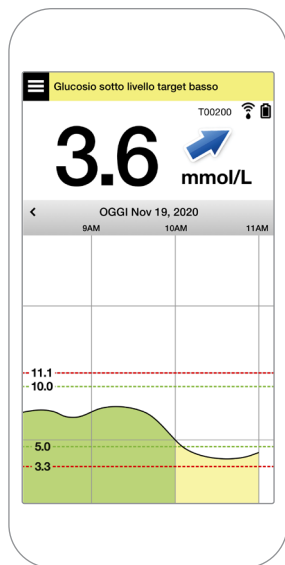 Glucosio sotto livello target basso
T00200
3.6
mmol/L
< OGGI Nov 19, 2020
9AM 10AM 11AM
11.1
10.0
5.0
3.3